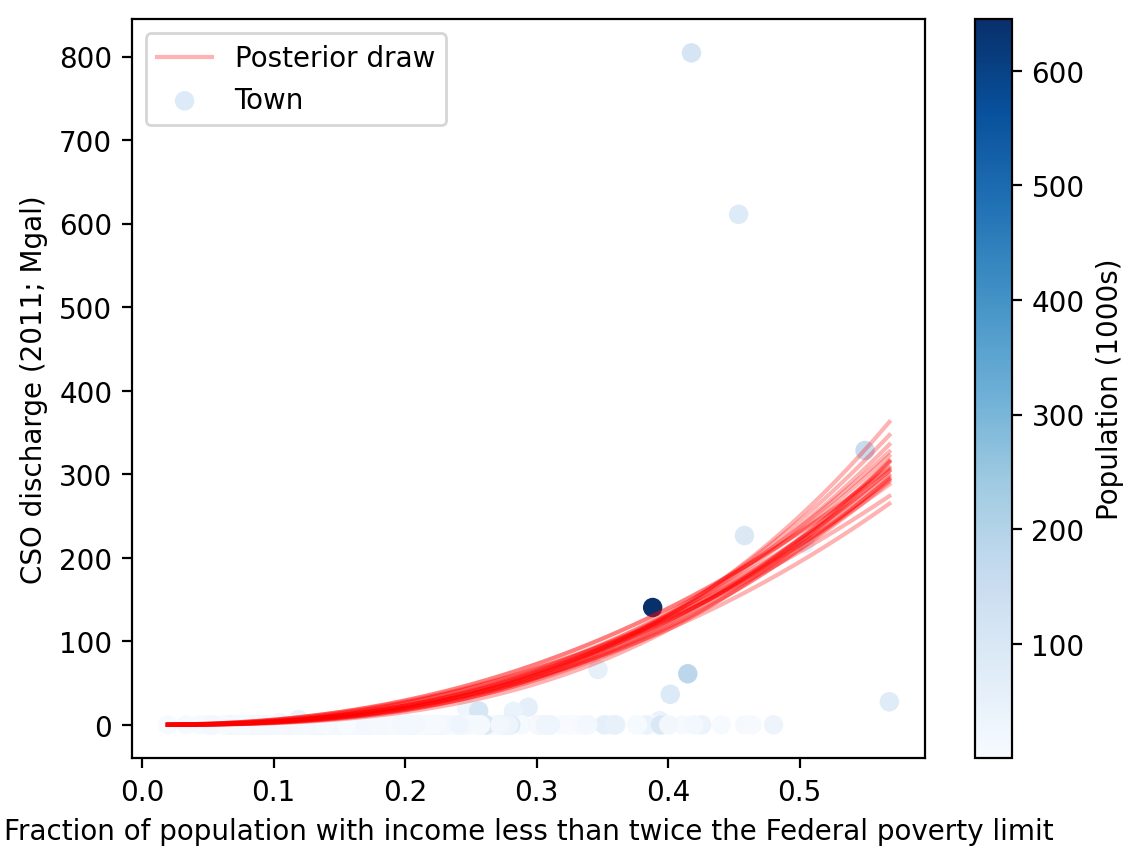 Posterior draw
Town
800
700
600
500
400
300
200
100
0
CSO discharge (2011; Mgal)
0.0 0.1 0.2 0.3 0.4 0.5
Fraction of population with income less than twice the Federal poverty limit
600
500
400
300
200
100
Population (1000s)